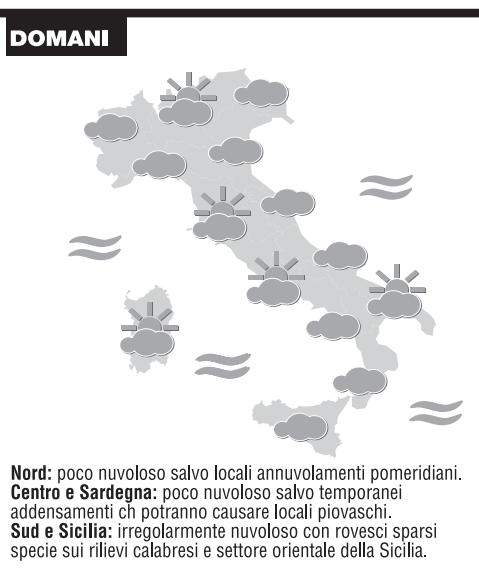 DOMANI
Nord: poco nuvoloso salvo locali annuvolamenti pomeridiani.
Centro e Sardegna: poco nuvoloso salvo temporanei
addensamenti ch potranno causare locali piovaschi.
Sud e Sicilia: irregolarmente nuvoloso con rovesci sparsi
specie sui rilievi calabresi e settore orientale della Sicilia.